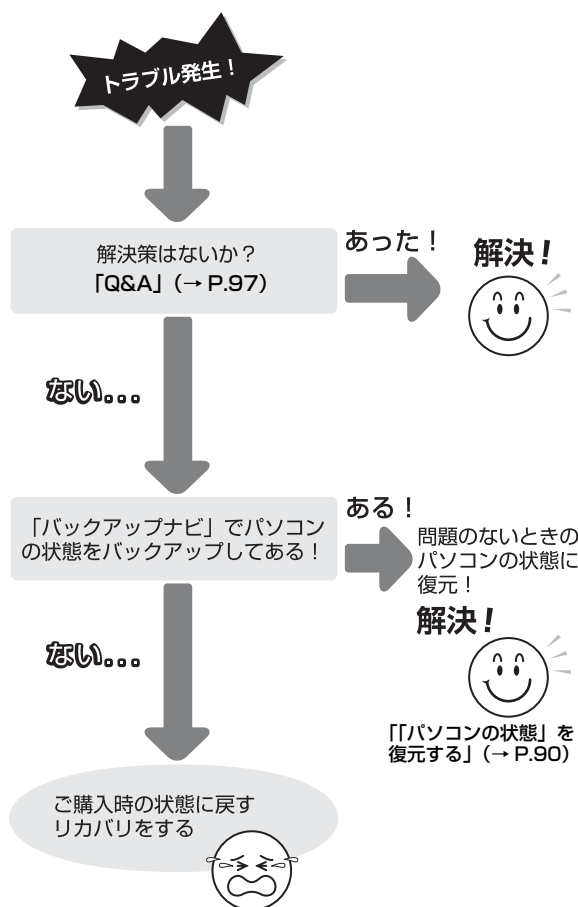 トラブル発生！
解決策はないか？
「Q&A」（→ P.97）
あった！
解決！
ない...
「バックアップナビ」でパソコン
の状態をバックアップしてある！
ある！
問題のないときの
パソコンの状態に
復元！
解決！
「「パソコンの状態」を
復元する」（→ P.90）
ない...
ご購入時の状態に戻す
リカバリをする